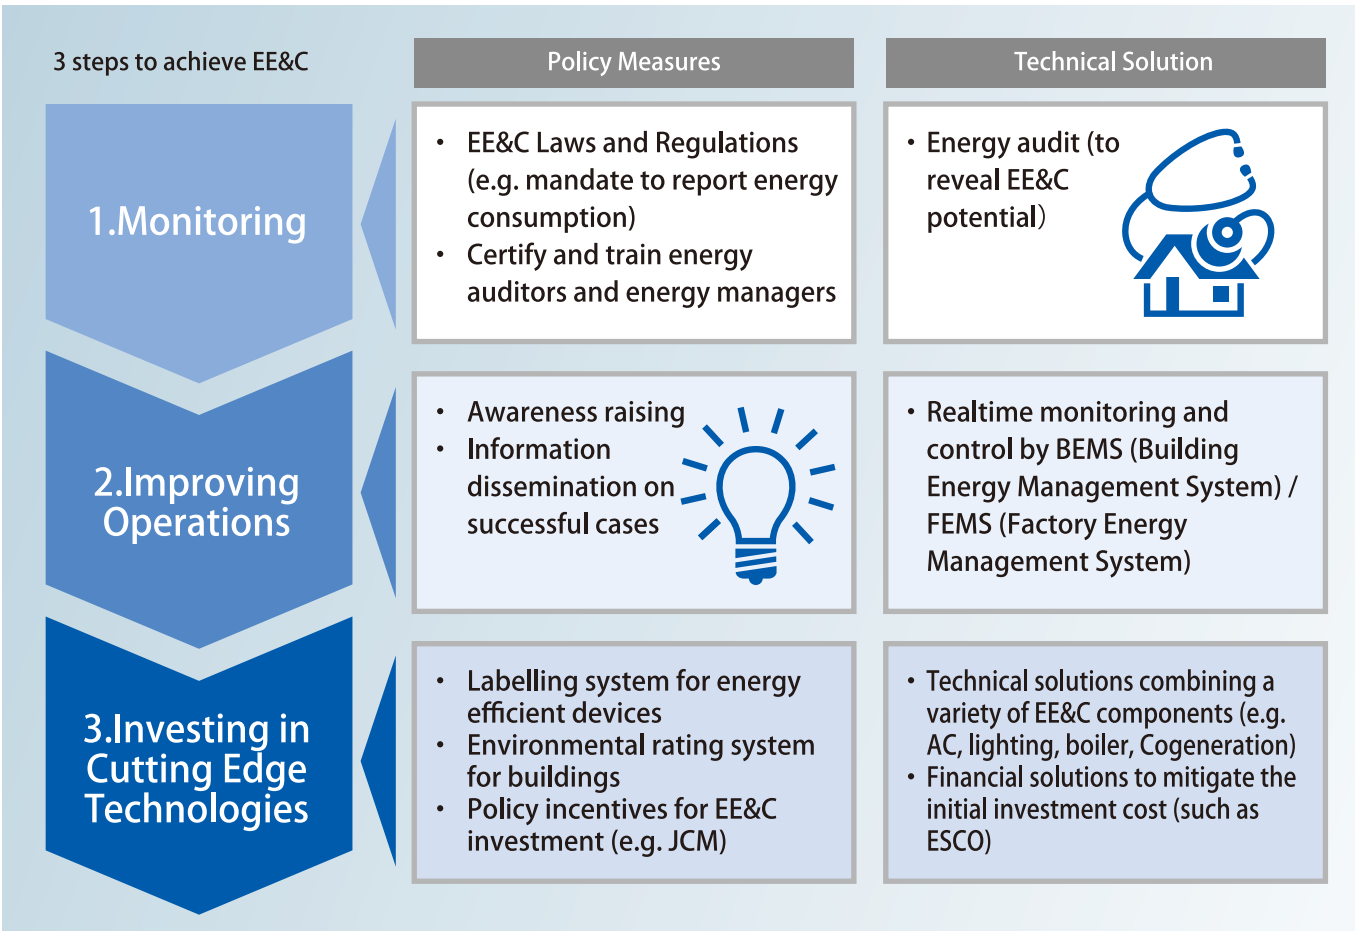 3 steps to achieve EE&C
Policy Measures
Technical Solution
1.Monitoring
• EE&C Laws and Regulations
(e.g. mandate to report energy
consumption)
• Certify and train energy
auditors and energy managers
• Energy audit (to
reveal EE&C
potential)
2.Improving
Operations
• Awareness raising
• Information
dissemination on
successful cases
• Realtime monitoring and
control by BEMS (Building
Energy Management System) /
FEMS (Factory Energy
Management System)
3.Investing in
Cutting Edge
Technologies
• Labelling system for energy
efficient devices
• Environmental rating system
for buildings
• Policy incentives for EE&C
investment (e.g. JCM)
• Technical solutions combining a
variety of EE&C components (e.g.
AC, lighting, boiler, Cogeneration)
• Financial solutions to mitigate the
initial investment cost (such as
ESCO)